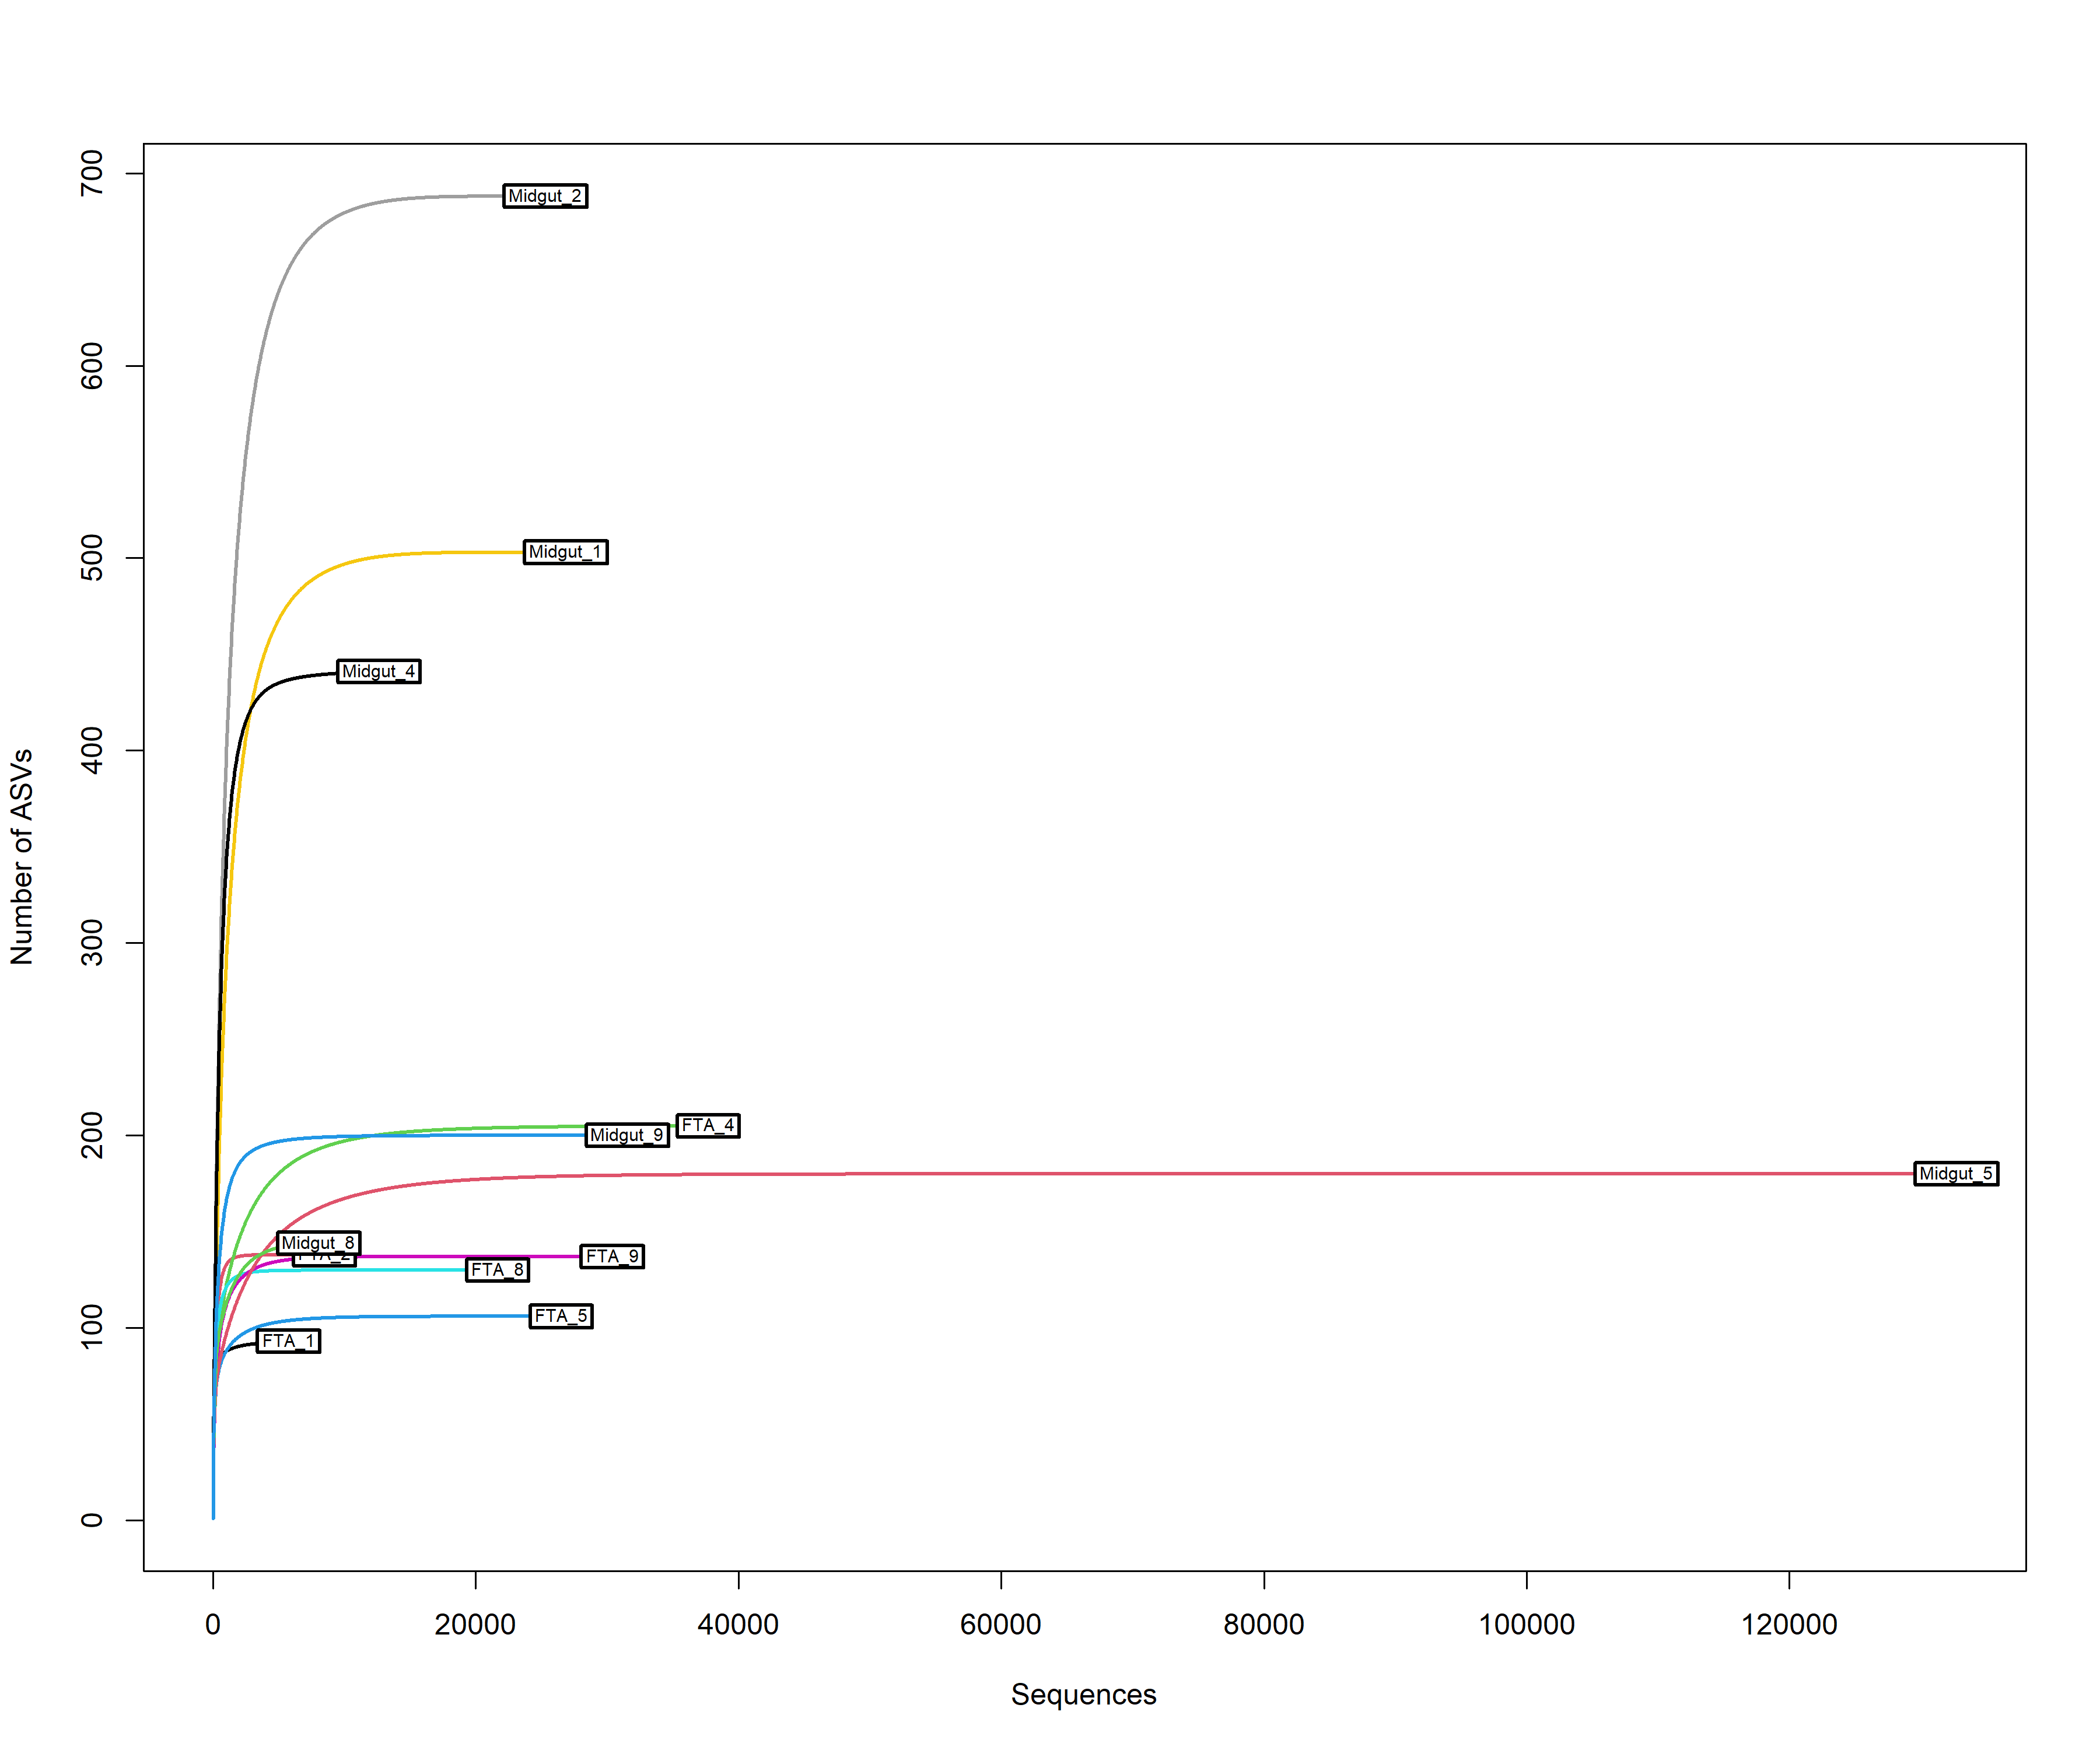 Number of ASVs
700
600
500
400
300
200
100
0
Midgut_2
Midgut_1
Midgut_4
FTA_4
Midgut_9
Midgut_5
Midgut_8
FTA_2
FTA_9
FTA_8
FTA_5
FTA_1
0 20000 40000 60000 80000 100000 120000
Sequences